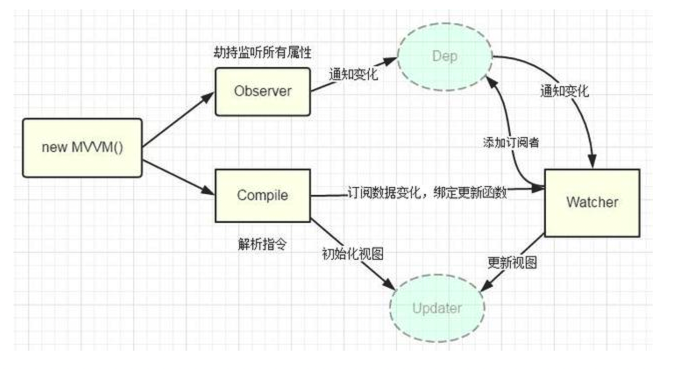 劫持监听所有属性
Dep
Observer
通知变化
通知变化
new MVVM()
添加订阅者
Compile
订阅数据变化，绑定更新函数
Watcher
解析指令
初始化视图
更新视图
Updater